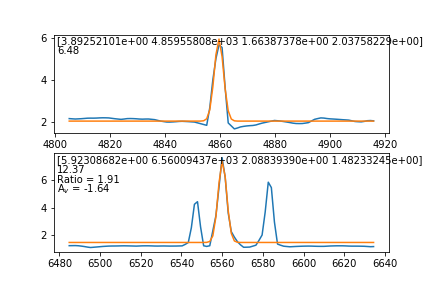 [3.89252101e+00 4.85955808e+03 1.66387378e+00 2.03758229e+00]
6.48
6
4
2
4800 4820 4840 4860 4880 4900 4920
[5.92308682e+00 6.56009437e+03 2.08839390e+00 1.48233245e+00]
12.37
Ratio = 1.91
Av = -1.64
6
4
2
6480 6500 6520 6540 6560 6580 6600 6620 6640